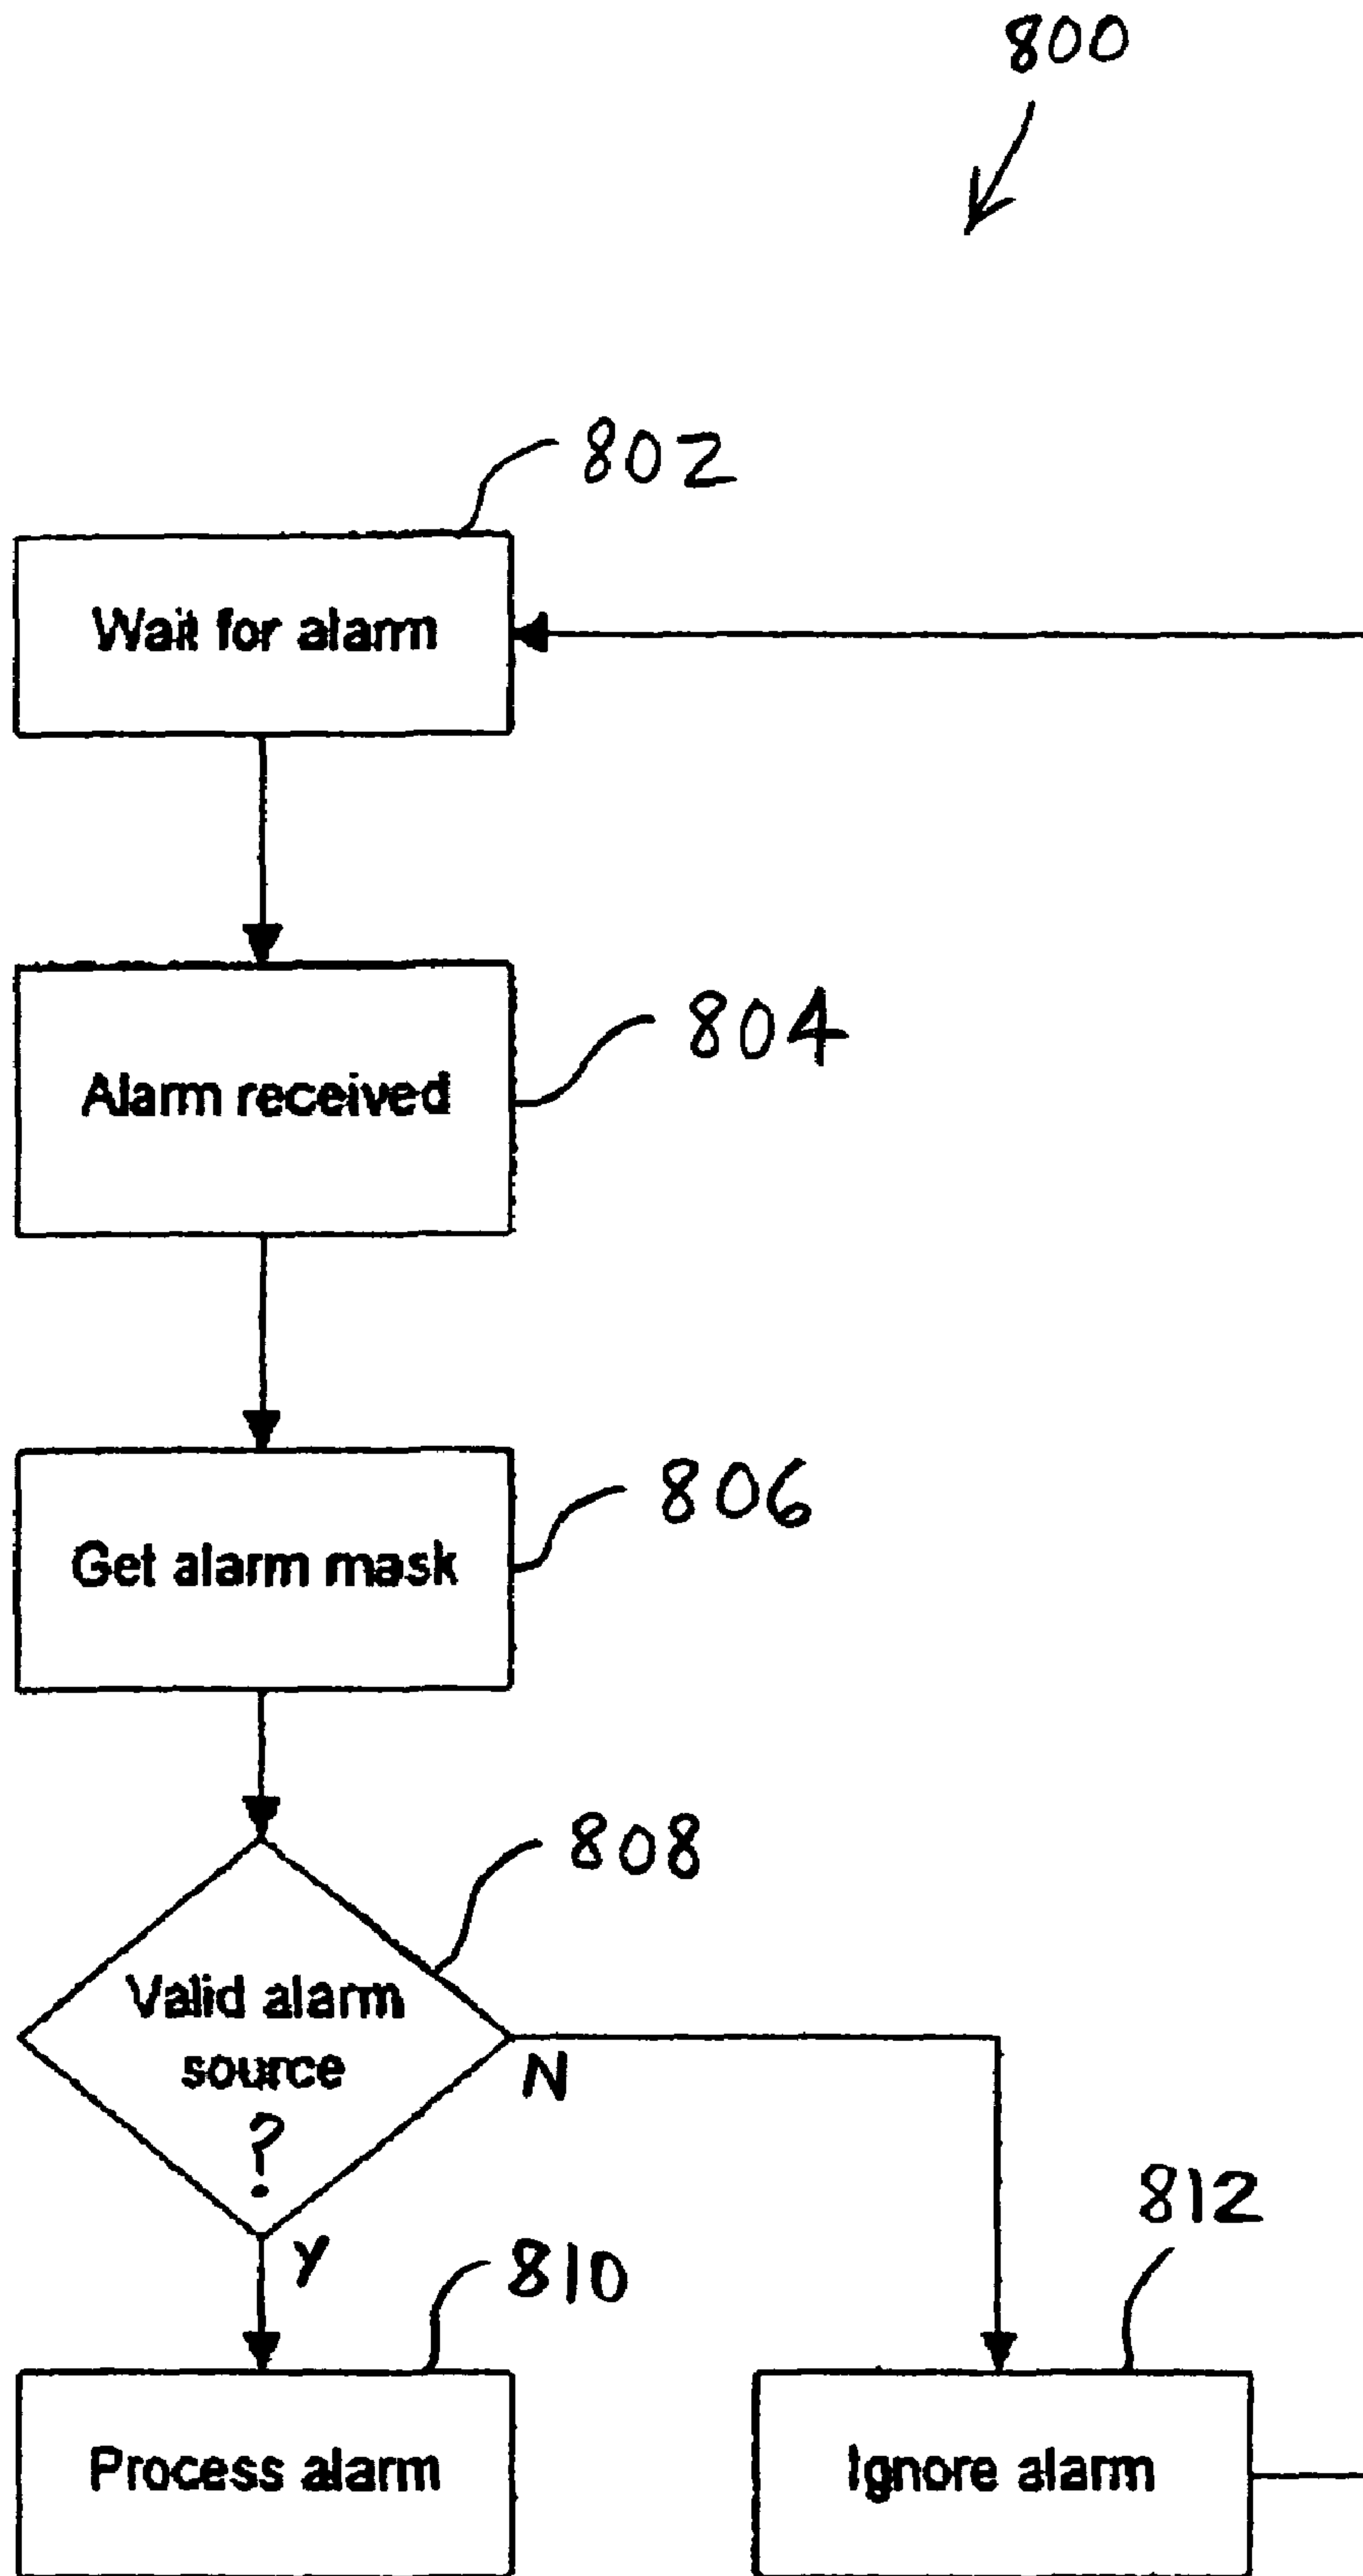 800
802
Wait for alarm
804
Alarm received
806
Get alarm mask
808
Valid alarm
source
?
N
Y
810
812
Process alarm
Ignore alarm